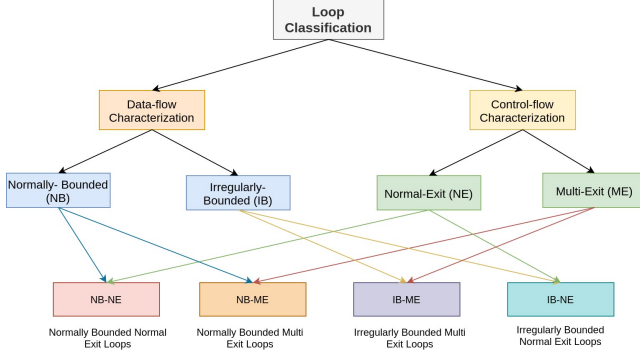 Loop
Classification
Data-flow
Characterization
Control-flow
Characterization
Normally- Bounded
(NB)
Irregularly-
Bounded (IB)
Normal-Exit (NE)
Multi-Exit (ME)
NB-NE
NB-ME
IB-ME
IB-NE
Normally Bounded Normal
Exit Loops
Normally Bounded Multi
Exit Loops
Irregularly Bounded Multi
Exit Loops
Irregularly Bounded
Normal Exit Loops